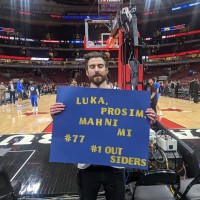 LUKA, PROSIM,
MAHNI
MI
#77
#1 OUT
SIDERS